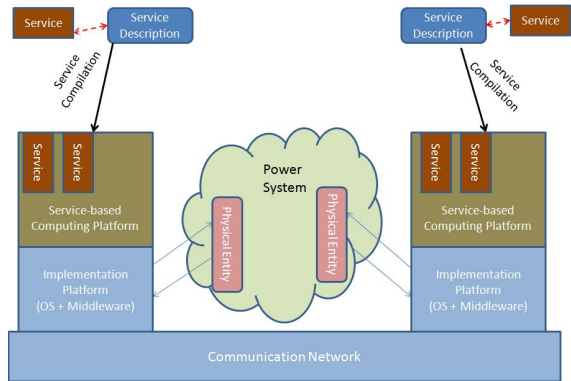 Service
Service
Description
Service
Description
Service
Service
Compilation
Service
Compilation
Service
Service
Service-based
Computing Platform
Power
System
Physical Entity
Physical Entity
Service
Service
Service-based
Computing Platform
Implementation
Platform
(OS + Middleware)
Implementation
Platform
(OS + Middleware)
Communication Network